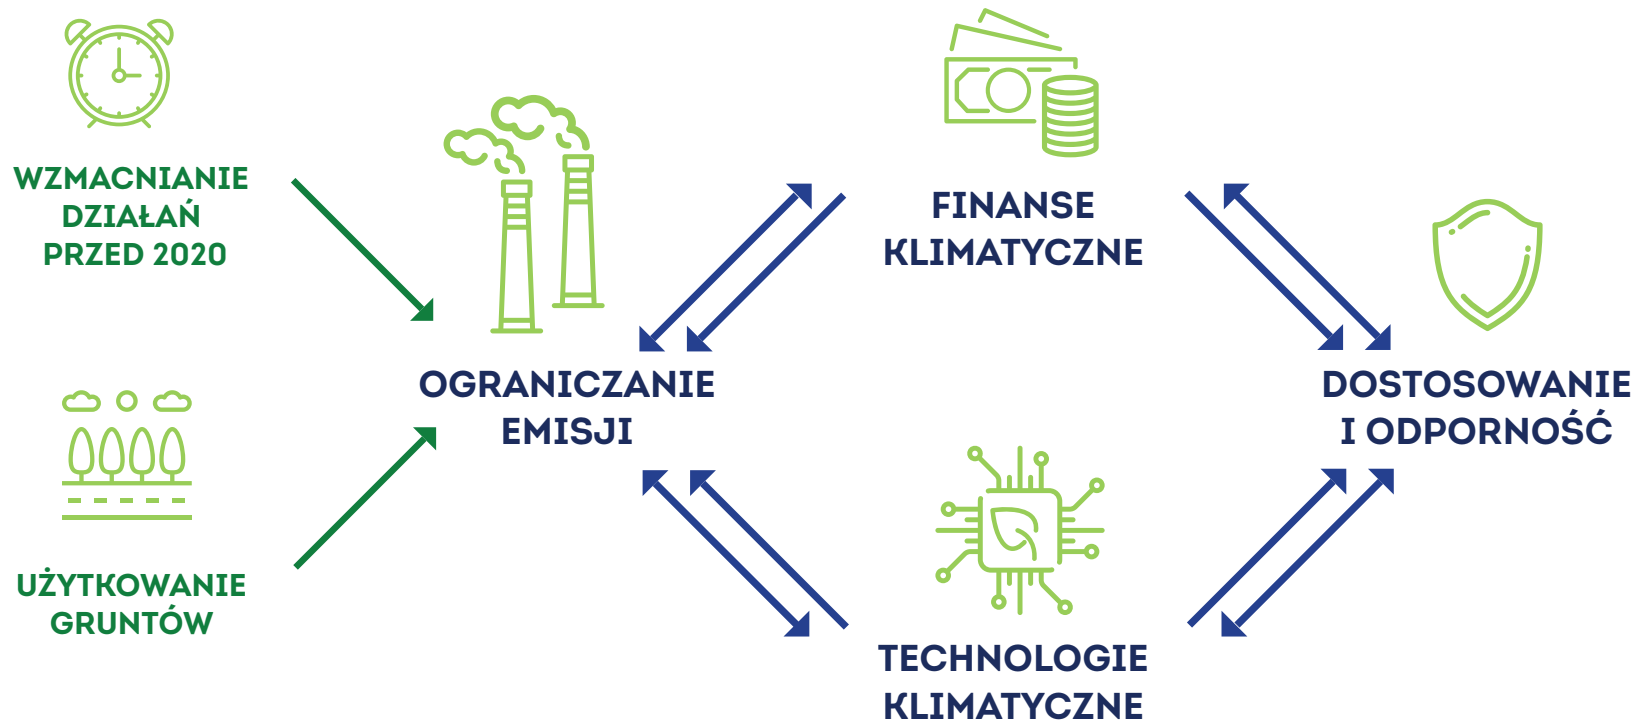 WZMACNIANIE
DZIAŁAŃ
PRZED 2020
UŻYTKOWANIE
GRUNTÓW
OGRANICZANIE
EMISJI
FINANSE
KLIMATYCZNE
TECHNOLOGIE
KLIMATYCZNE
DOSTOSOWANIE
I ODPORNOŚĆ